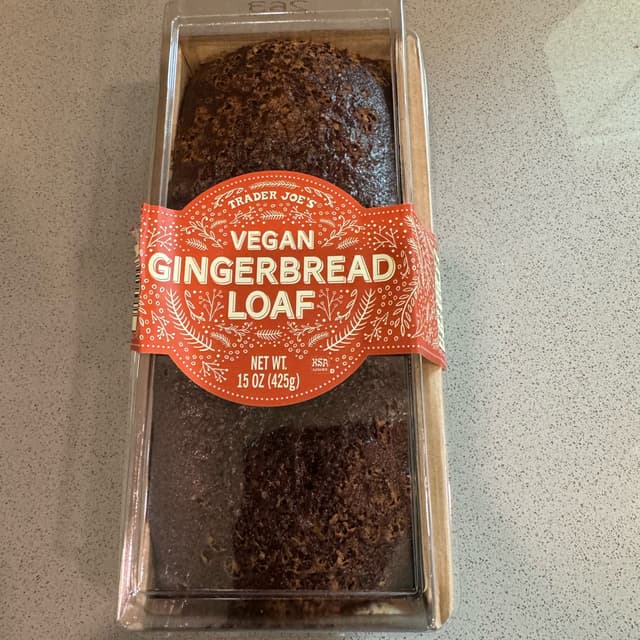 TRADER JOE'S
VEGAN
GINGERBREAD
LOAF
NET WT.
15 OZ (425g)